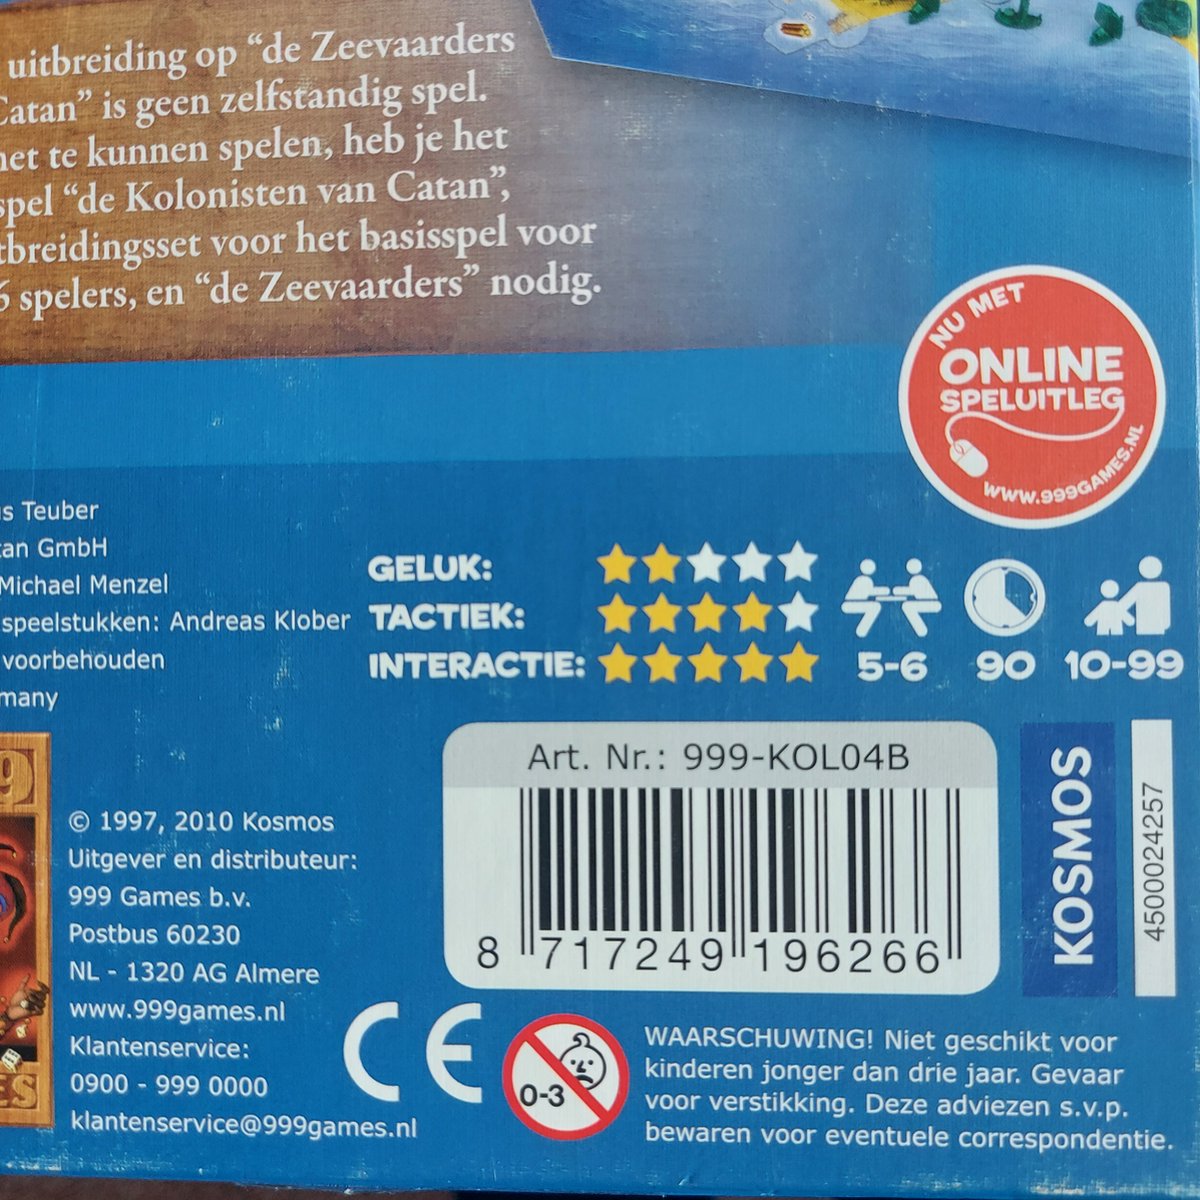 uitbreiding op “de Zeevaarders
Catan” is geen zelfstandig spel.
te kunnen spelen, heb je het
spel “de Kolonisten van Catan”,
voor het basisspel voor
6 spelers, en “de Zeevaarders” nodig.
NU MET
ONLINE
SPELUITLEG
WWW.999GAMES.NL
Teuber
GmbH
Michael Menzel
speelstukken: Andreas Klober
voorbehouden
GELUK:
TACTIEK:
INTERACTIE:
5-6 90 10-99
Art. Nr.: 999-KOL04B
8 717249 196266
KOSMOS
4500024257
© 1997, 2010 Kosmos
Uitgever en distributeur:
999 Games b.v.
Postbus 60230
NL - 1320 AG Almere
www.999games.nl
Klantenservice:
0900 - 999 0000
klantenservice@999games.nl
CE
0-3
WAARSCHUWING! Niet geschikt voor
kinderen jonger dan drie jaar. Gevaar
voor verstikking. Deze adviezen s.v.p.
bewaren voor eventuele correspondentie.